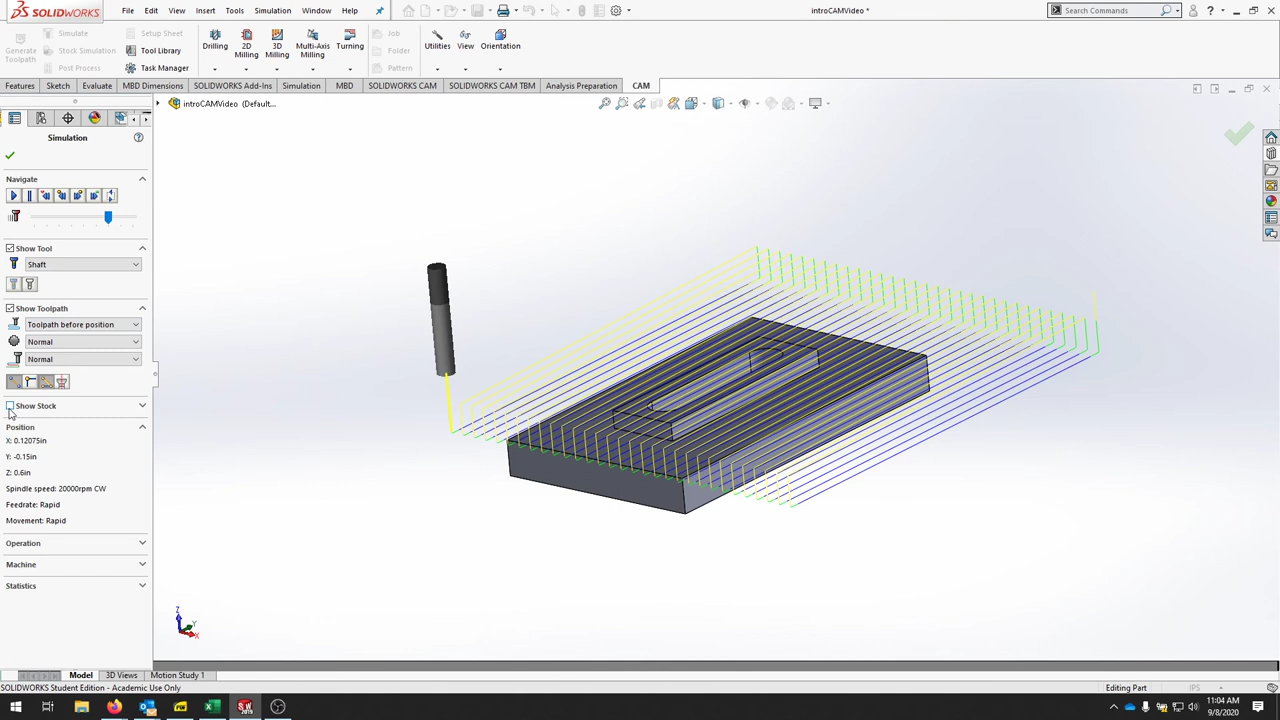 SOLIDWORKS
File Edit View Insert Tools Simulation Window Help
introCAMVideo *
Search Commands
Generate
Toolpath
Simulate
Stock Simulation
Post Process
Setup Sheet
Tool Library
Task Manager
Drilling
2D
Milling
3D
Milling
Multi-Axis
Milling
Turning
Job
Folder
Pattern
Utilities
View
Orientation
Features Sketch Evaluate MBD Dimensions SOLIDWORKS Add-Ins Simulation MBD SOLIDWORKS CAM SOLIDWORKS CAM TBM Analysis Preparation CAM
introCAMVideo (Default...
Simulation
Navigate
Show Tool
Shaft
Show Toolpath
Toolpath before position
Normal
Normal
Show Stock
Position
X: 0.12075in
Y: -0.15in
Z: 0.6in
Spindle speed: 20000rpm CW
Feedrate: Rapid
Movement: Rapid
Operation
Machine
Statistics
Z
Y
X
Model 3D Views Motion Study 1
SOLIDWORKS Student Edition - Academic Use Only
Editing Part
IPS
11:04 AM
9/8/2020